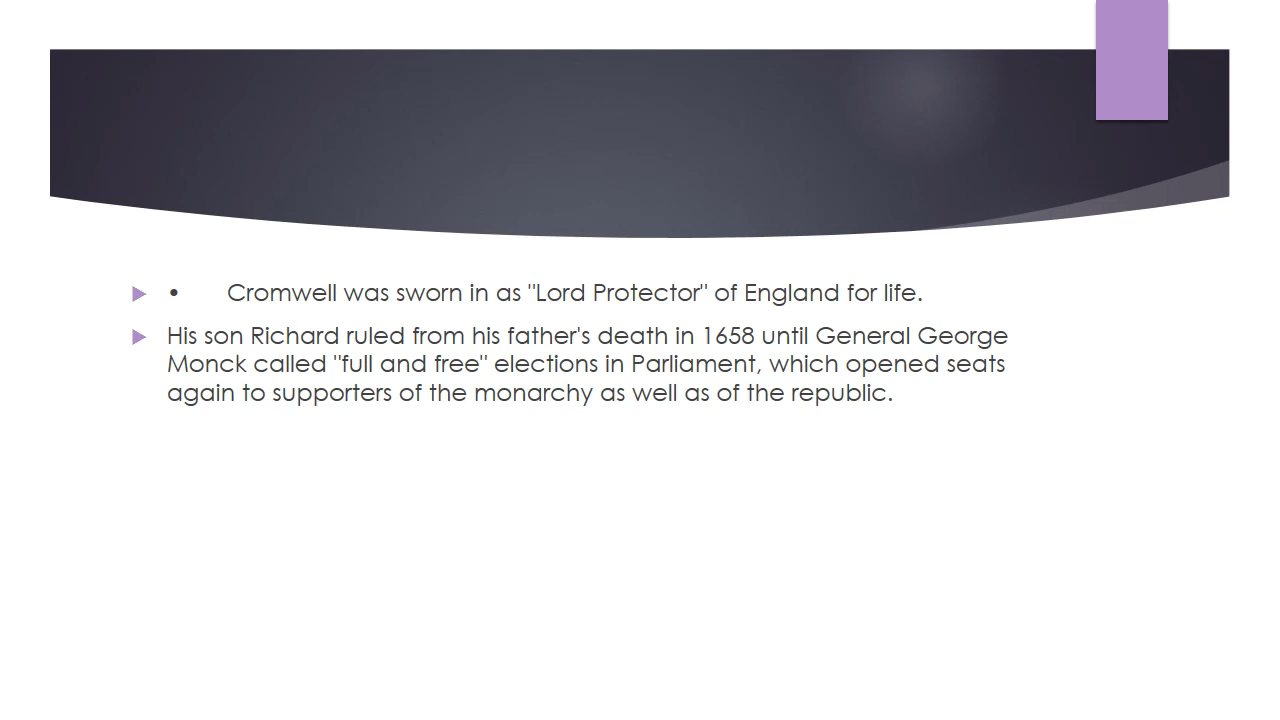 • Cromwell was sworn in as "Lord Protector" of England for life.
His son Richard ruled from his father's death in 1658 until General George
Monck called "full and free" elections in Parliament, which opened seats
again to supporters of the monarchy as well as of the republic.